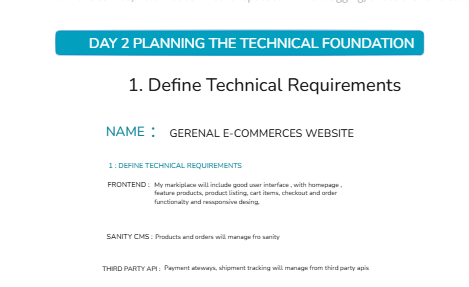 DAY 2 PLANNING THE TECHNICAL FOUNDATION
1. Define Technical Requirements
NAME : GERENAL E-COMMERCES WEBSITE
1 : DEFINE TECHNICAL REQUIREMENTS
FRONTEND : My markiplace will include good user interface , with homepage ,
feature products, product listing, cart items, checkout and order
functionalty and ressponsive desing,
SANITY CMS : Products and orders will manage fro sanity
THIRD PARTY API : Payment ateways, shipment tracking will manage from third party apis